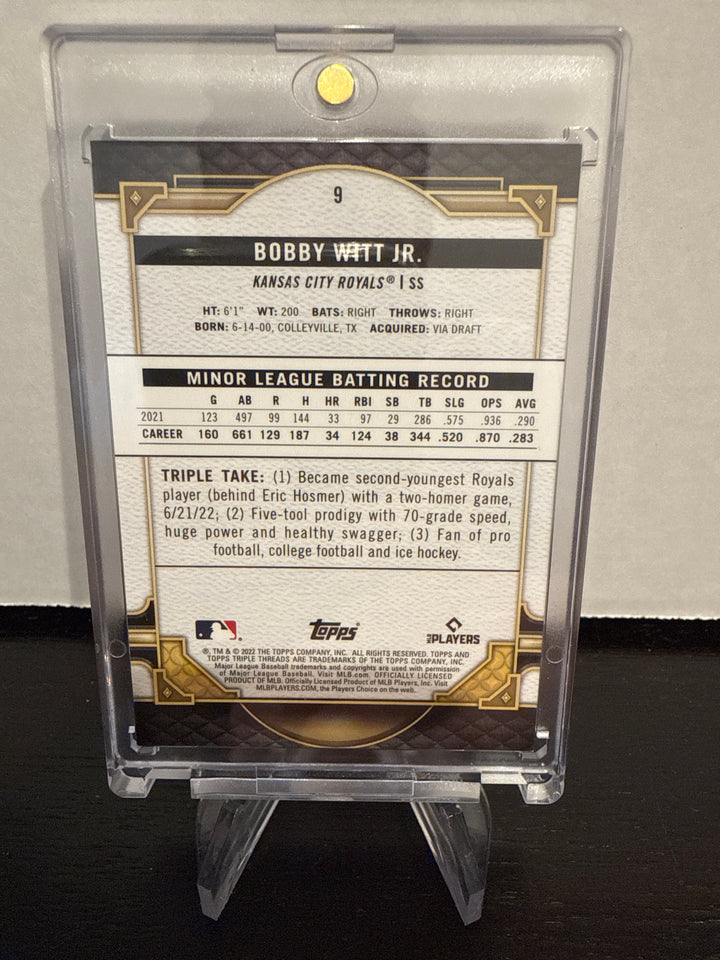 9
BOBBY WITT JR.
KANSAS CITY ROYALS® | SS
HT: 6'1" WT: 200 BATS: RIGHT THROWS: RIGHT
BORN: 6-14-00, COLLEYVILLE, TX ACQUIRED: VIA DRAFT
MINOR LEAGUE BATTING RECORD
G AB R H HR RBI SB TB SLG OPS AVG
2021 123 497 99 144 33 97 29 286 .575 .936 .290
CAREER 160 661 129 187 34 124 38 344 .520 .870 .283
TRIPLE TAKE: (1) Became second-youngest Royals
player (behind Eric Hosmer) with a two-homer game,
6/21/22; (2) Five-tool prodigy with 70-grade speed,
huge power and healthy swagger; (3) Fan of pro
football, college football and ice hockey.
Topps®
MLB PLAYERS
®, TM & © 2022 THE TOPPS COMPANY, INC. ALL RIGHTS RESERVED. TOPPS AND
TOPPS TRIPLE THREADS ARE TRADEMARKS OF THE TOPPS COMPANY, INC.
Major League Baseball trademarks and copyrights are used with permission
of Major League Baseball. Visit MLB.com. OFFICIALLY LICENSED
PRODUCT OF MLB. Officially Licensed Product of MLB Players, Inc. Visit
MLBPLAYERS.COM, the Players Choice on the web.